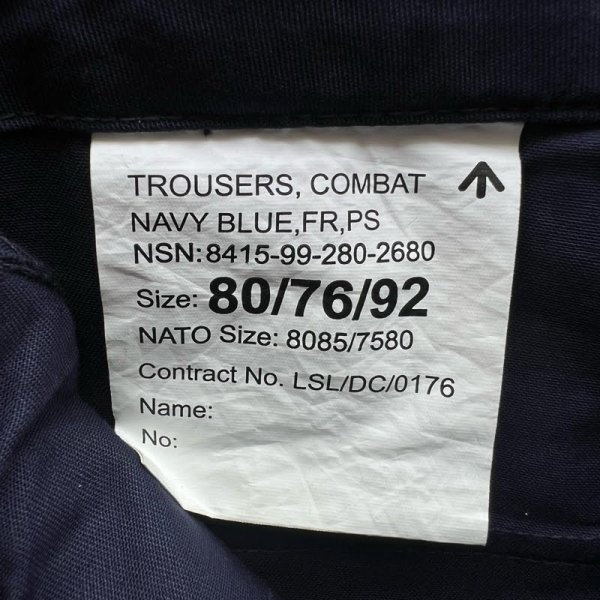 TROUSERS, COMBAT
NAVY BLUE,FR,PS
NSN:8415-99-280-2680
Size: 80/76/92
NATO Size: 8085/7580
Contract No. LSL/DC/0176
Name:
No: